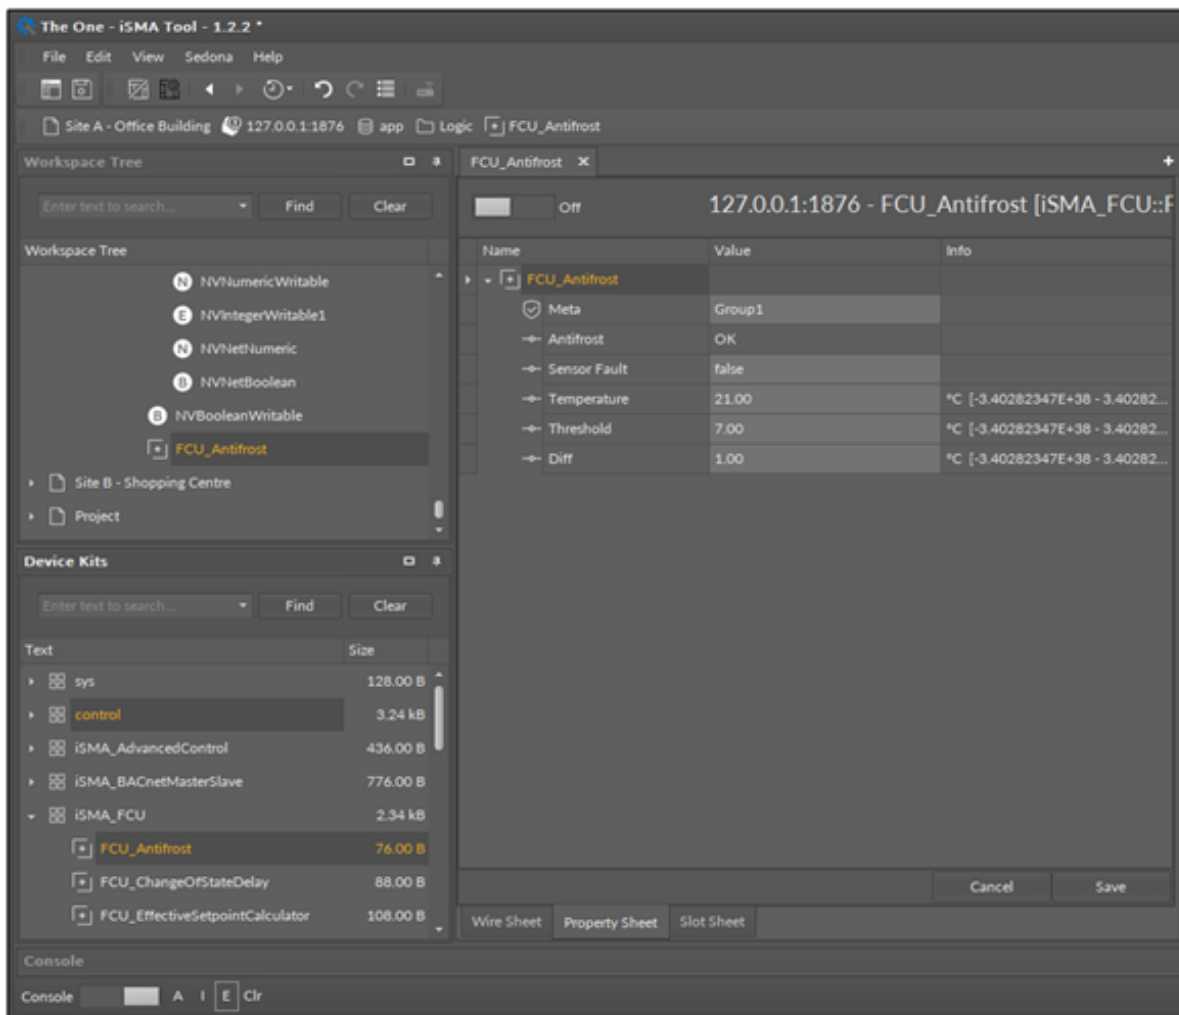 The One - iSMA Tool - 1.2.2 *
File Edit View Sedona Help
Site A - Office Building 127.0.0.1:1876 app Logic FCU_Antifrost
Workspace Tree
Enter text to search... Find Clear
Workspace Tree
N NVNumericWritable
E NVIntegerWritable1
N NVNetNumeric
B NVNetBoolean
B NVBooleanWritable
FCU_Antifrost
Site B - Shopping Centre
Project
Device Kits
Enter text to search... Find Clear
Text Size
sys 128.00 B
control 3.24 kB
iSMA_AdvancedControl 436.00 B
iSMA_BACnetMasterSlave 776.00 B
iSMA_FCU 2.34 kB
FCU_Antifrost 76.00 B
FCU_ChangeOfStateDelay 88.00 B
FCU_EffectiveSetpointCalculator 108.00 B
FCU_Antifrost
Off 127.0.0.1:1876 - FCU_Antifrost [iSMA_FCU::F
Name Value Info
FCU_Antifrost
Meta Group1
Antifrost OK
Sensor Fault false
Temperature 21.00 °C [-3.40282347E+38 - 3.40282...
Threshold 7.00 °C [-3.40282347E+38 - 3.40282...
Diff 1.00 °C [-3.40282347E+38 - 3.40282...
Cancel Save
Wire Sheet Property Sheet Slot Sheet
Console
Console A I E Clr